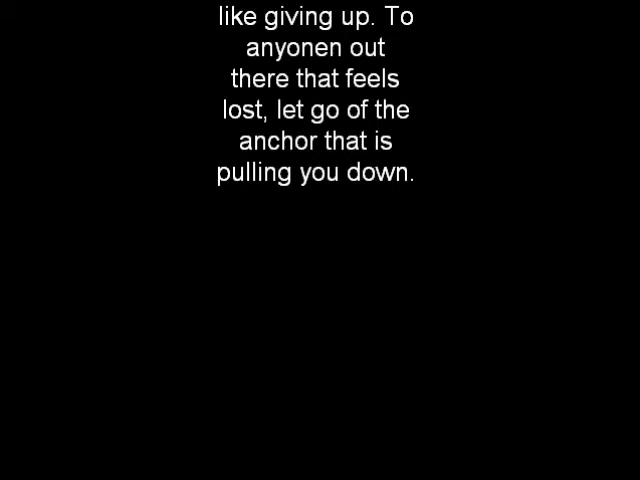 like giving up. To
anyonen out
there that feels
lost, let go of the
anchor that is
pulling you down.